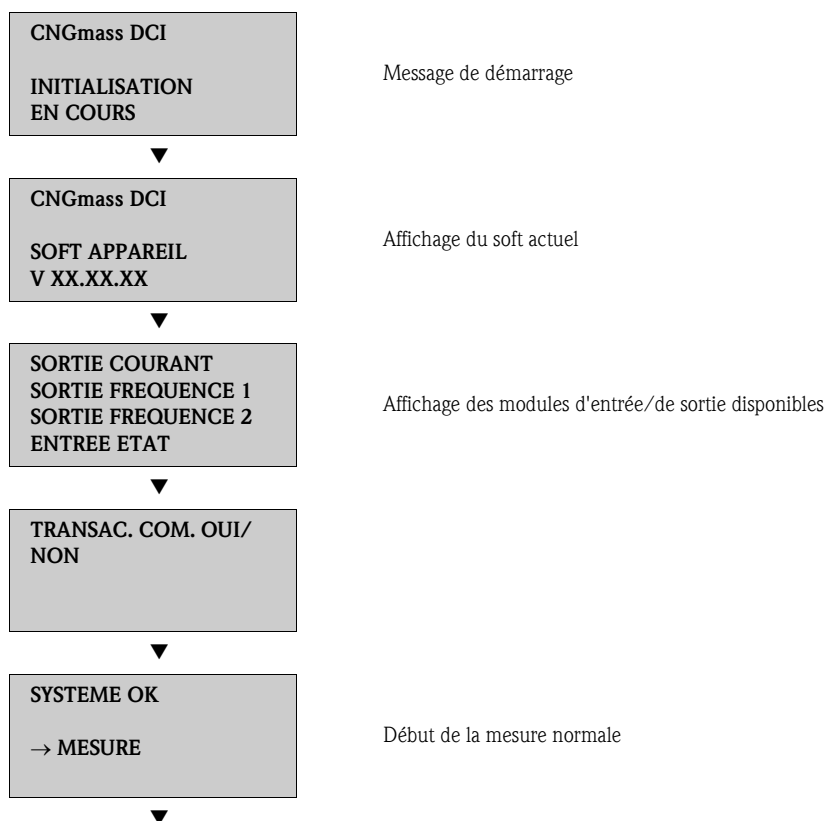 CNGmass DCI
INITIALISATION
EN COURS
Message de démarrage
▼
CNGmass DCI
SOFT APPAREIL
V XX.XX.XX
Affichage du soft actuel
▼
SORTIE COURANT
SORTIE FREQUENCE 1
SORTIE FREQUENCE 2
ENTREE ETAT
Affichage des modules d'entrée/de sortie disponibles
▼
TRANSAC. COM. OUI/
NON
▼
SYSTEME OK
→ MESURE
Début de la mesure normale
▼